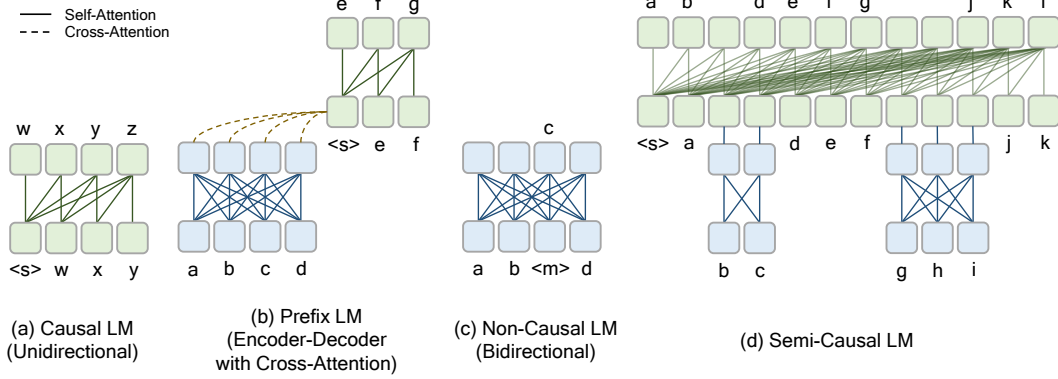 Self-Attention
Cross-Attention
e f g
<s> e f
w x y z
<s> w x y
a b c d
(a) Causal LM
(Unidirectional)
(b) Prefix LM
(Encoder-Decoder
with Cross-Attention)
c
a b <m> d
(c) Non-Causal LM
(Bidirectional)
a b d e f g j k l
<s> a d e f j k
b c g h i
(d) Semi-Causal LM